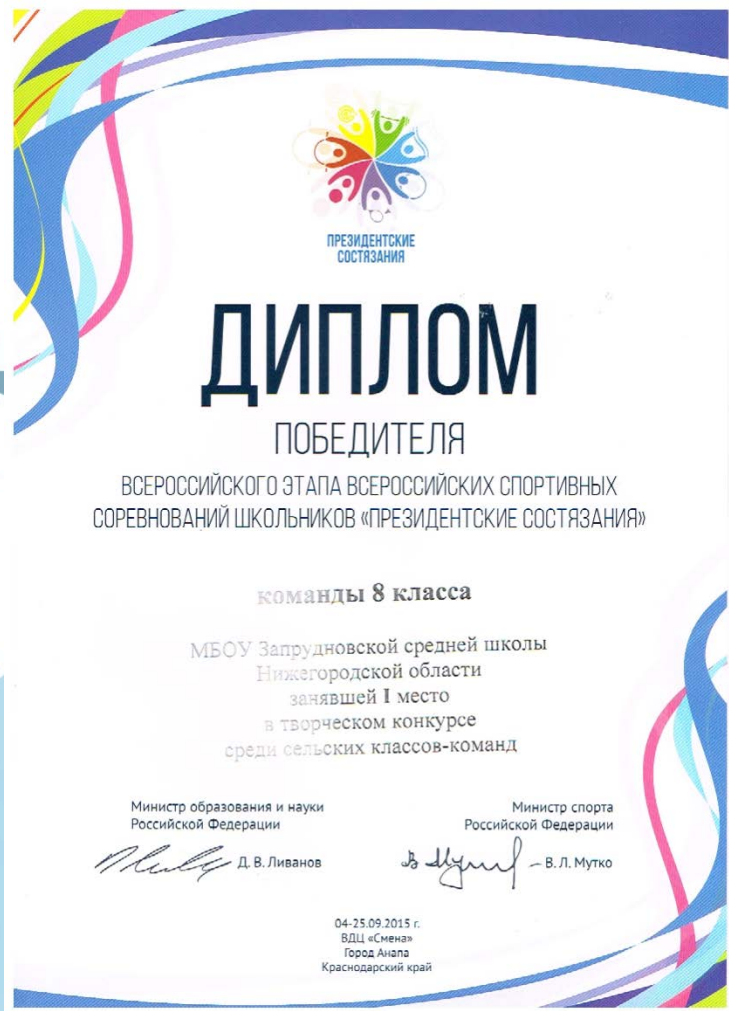 ПРЕЗИДЕНТСКИЕ
СОСТЯЗАНИЯ
ДИПЛОМ
ПОБЕДИТЕЛЯ
ВСЕРОССИЙСКОГО ЭТАПА ВСЕРОССИЙСКИХ СПОРТИВНЫХ
СОРЕВНОВАНИЙ ШКОЛЬНИКОВ «ПРЕЗИДЕНТСКИЕ СОСТЯЗАНИЯ»
команды 8 класса
МБОУ Запрудновской средней школы
Нижегородской области
занявшей I место
в творческом конкурсе
среди сельских классов-команд
Министр образования и науки
Российской Федерации
Д. В. Ливанов
Министр спорта
Российской Федерации
В. Л. Мутко
04-25.09.2015 г.
ВДЦ «Смена»
Город Анапа
Краснодарский край